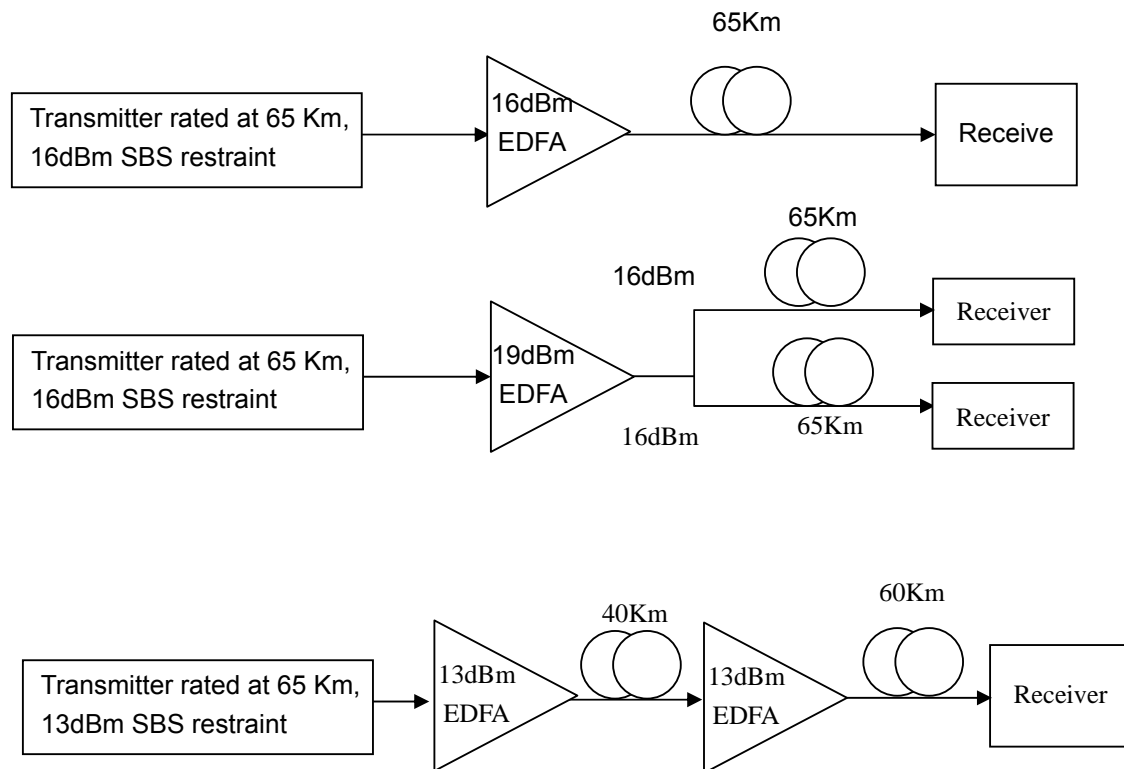 65Km
Transmitter rated at 65 Km,
16dBm SBS restraint
16dBm
EDFA
Receive
65Km
16dBm
Receiver
Transmitter rated at 65 Km,
16dBm SBS restraint
19dBm
EDFA
16dBm
65Km
Receiver
40Km
60Km
Transmitter rated at 65 Km,
13dBm SBS restraint
13dBm
EDFA
13dBm
EDFA
Receiver